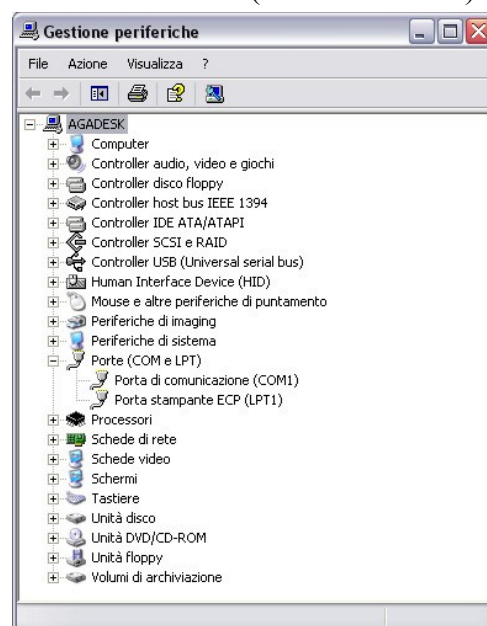 Gestione periferiche
File Azione Visualizza ?
AGADESK
Computer
Controller audio, video e giochi
Controller disco floppy
Controller host bus IEEE 1394
Controller IDE ATA/ATAPI
Controller SCSI e RAID
Controller USB (Universal serial bus)
Human Interface Device (HID)
Mouse e altre periferiche di puntamento
Periferiche di imaging
Periferiche di sistema
Porte (COM e LPT)
Porta di comunicazione (COM1)
Porta stampante ECP (LPT1)
Processori
Schede di rete
Schede video
Schermi
Tastiere
Unità disco
Unità DVD/CD-ROM
Unità floppy
Volumi di archiviazione